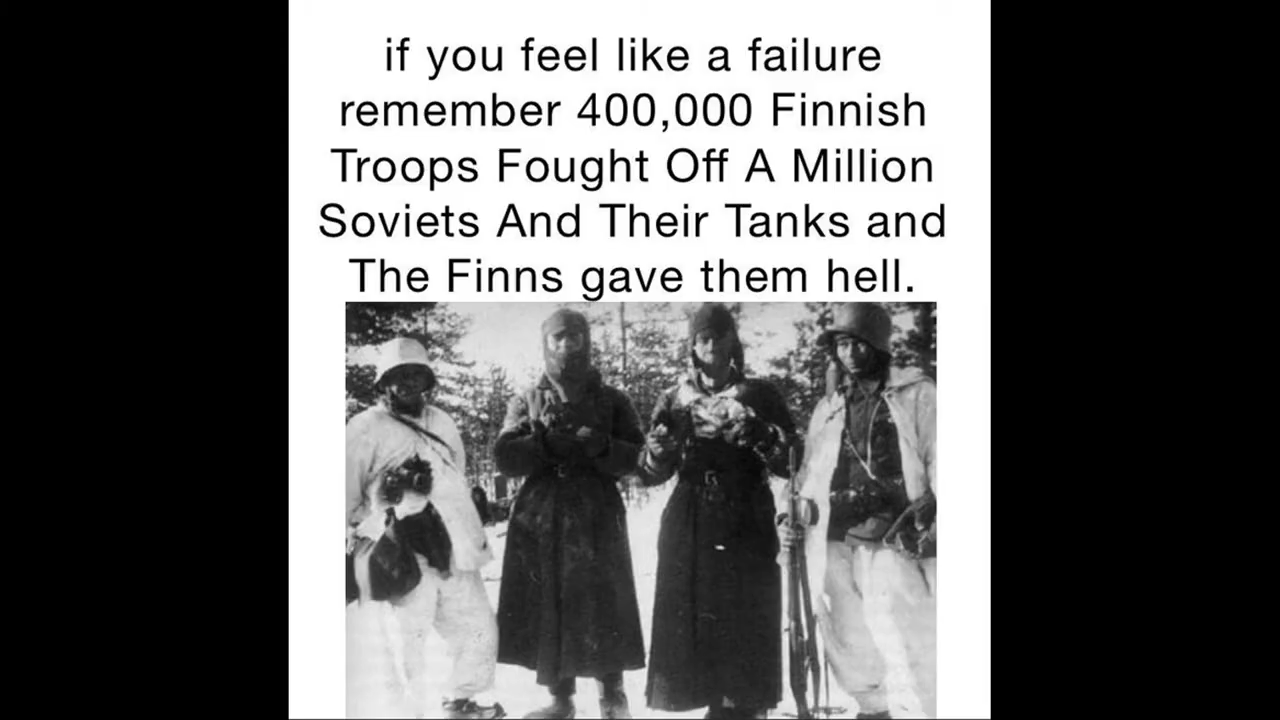 if you feel like a failure
remember 400,000 Finnish
Troops Fought Off A Million
Soviets And Their Tanks and
The Finns gave them hell.